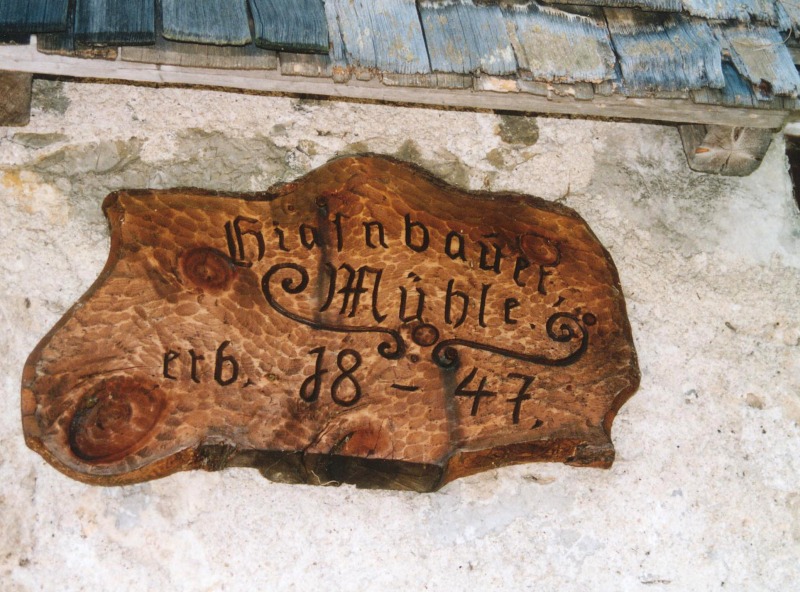 Hiasnbauer
Mühle.
erb. 18 - 47